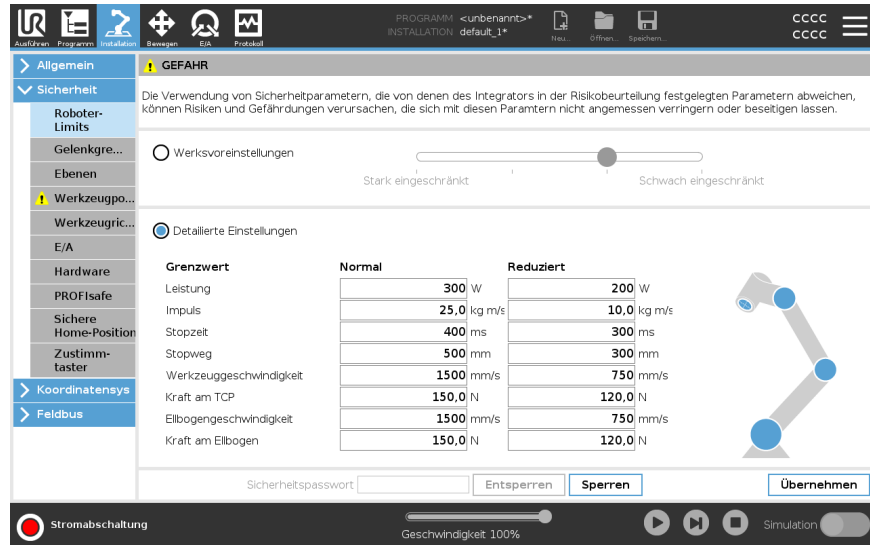 PROGRAMM <unbenannt>*
INSTALLATION default_1*
Neu...
Öffnen...
Speichern...
CCCC
CCCC
Ausführen
Programm
Installation
Bewegen
E/A
Protokoll
Allgemein
Sicherheit
Roboter-
Limits
Gelenkgre...
Ebenen
Werkzeugpo...
Werkzeugric...
E/A
Hardware
PROFIsafe
Sichere
Home-Position
Zustimm-
taster
Koordinatensys
Feldbus
GEFAHR
Die Verwendung von Sicherheitparametern, die von denen des Integrators in der Risikobeurteilung festgelegten Parametern abweichen,
können Risiken und Gefährdungen verursachen, die sich mit diesen Paramtern nicht angemessen verringern oder beseitigen lassen.
Werksvoreinstellungen
Stark eingeschränkt
Schwach eingeschränkt
Detailierte Einstellungen
Grenzwert Normal Reduziert
Leistung 300 W 200 W
Impuls 25,0 kg m/s 10,0 kg m/s
Stopzeit 400 ms 300 ms
Stopweg 500 mm 300 mm
Werkzeuggeschwindigkeit 1500 mm/s 750 mm/s
Kraft am TCP 150,0 N 120,0 N
Ellbogengeschwindigkeit 1500 mm/s 750 mm/s
Kraft am Ellbogen 150,0 N 120,0 N
Sicherheitspasswort Entsperren Sperren Übernehmen
Stromabschaltung
Geschwindigkeit 100%
Simulation